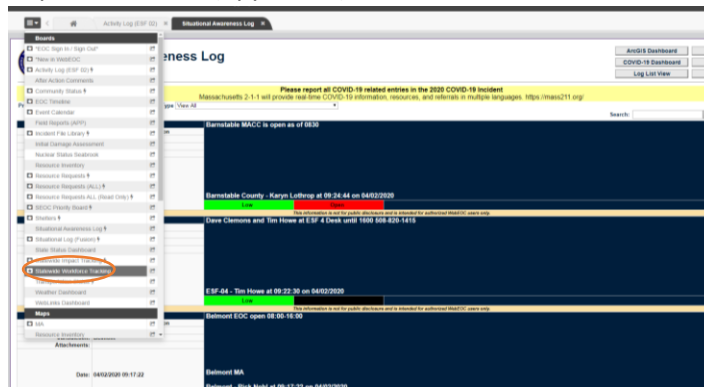 Activity Log (ESF ID)
Situational Awareness Log
Boards
*EOC Sign In / Sign Out*
*New in WebEOC
Activity Log (ESF ID)
After Action Comments
Community Status
EOC Timeline
Event Calendar
Field Reports (APP)
Incident File Library
Initial Damage Assessment
Nuclear Status Seabrook
Resource Inventory
Resource Requests
Resource Requests (ALL)
Resource Requests ALL (Read Only)
SEOC Priority Board
Shelters
Situational Awareness Log
Situational Log (Fusion)
State Status Dashboard
Statewide Impact Tracking
Statewide Workforce Tracking
Weather Dashboard
WebLinks Dashboard
Maps
MA
Resource Inventory
eness Log
ArcGIS Dashboard
COVID-19 Dashboard
Log List View
Please report all COVID-19 related entries in the 2020 COVID-19 Incident
Massachusetts 2-1-1 will provide real-time COVID-19 information, resources, and referrals in multiple languages. https://mass211.org/
View All
Search:
Barnstable MACC is open as of 0830
Barnstable County - Karyn Lothrop at 09:24:44 on 04/02/2020
Low
Open
This information is not for public disclosure and is intended for authorized WebEOC users only.
Dave Clemons and Tim Howe at ESF 4 Desk until 1600 508-820-1415
ESF-04 - Tim Howe at 09:22:30 on 04/02/2020
Low
This information is not for public disclosure and is intended for authorized WebEOC users only.
Belmont EOC open 08:00-16:00
Attachments:
Date: 04/02/2020 09:17:22
Belmont MA